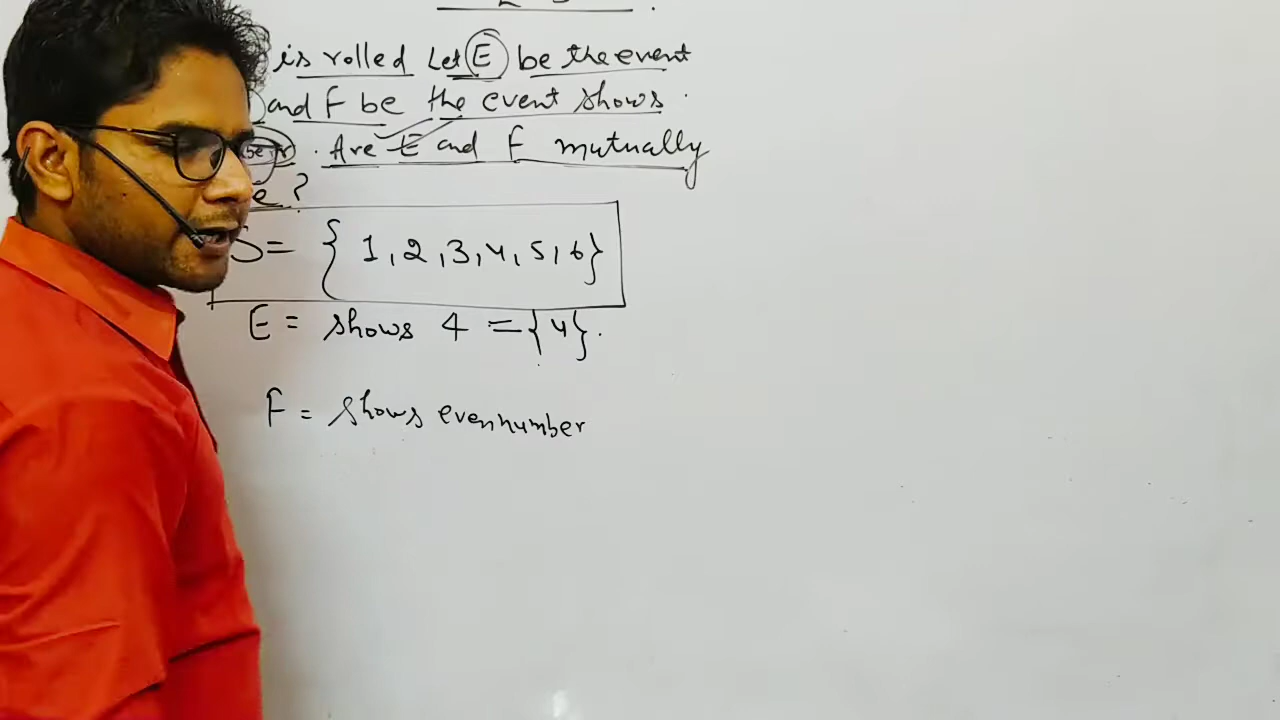 is rolled Let E be the event
and F be the event shows.
. Are E and F mutually
e ?
S = { 1, 2, 3, 4, 5, 6}
E = shows 4 = {4}.
F = shows even number